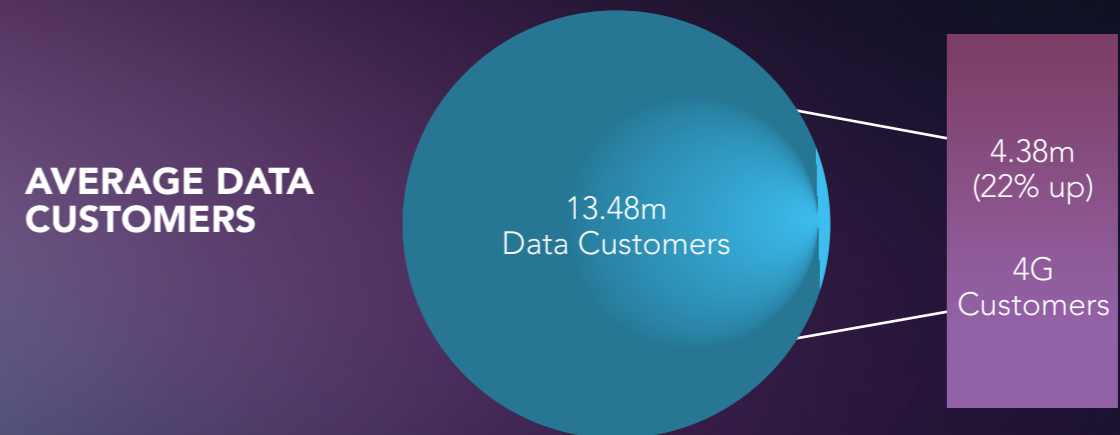 AVERAGE DATA
CUSTOMERS
13.48m
Data Customers
4.38m
(22% up)
4G
Customers